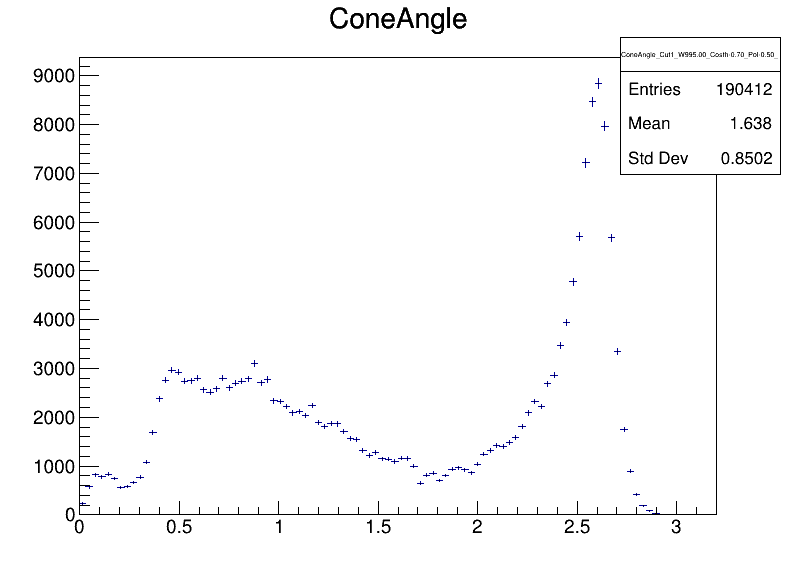 ConeAngle
ConeAngle_Cut1_W995.00_Costh-0.70_Pol-0.50_
Entries 190412
Mean 1.638
Std Dev 0.8502
9000
8000
7000
6000
5000
4000
3000
2000
1000
0
0 0.5 1 1.5 2 2.5 3